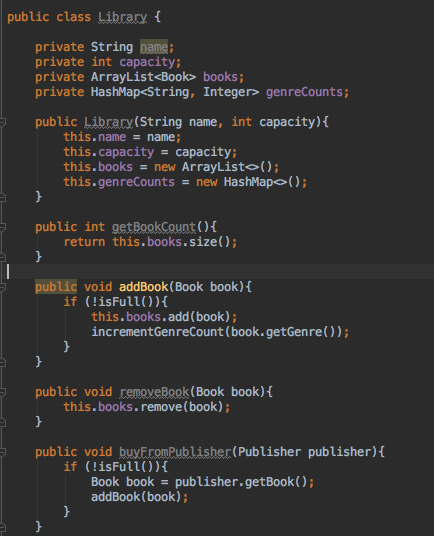 public class Library {
private String name;
private int capacity;
private ArrayList<Book> books;
private HashMap<String, Integer> genreCounts;
public Library(String name, int capacity){
this.name = name;
this.capacity = capacity;
this.books = new ArrayList<>();
this.genreCounts = new HashMap<>();
}
public int getBookCount(){
return this.books.size();
}
public void addBook(Book book){
if (!isFull()){
this.books.add(book);
incrementGenreCount(book.getGenre());
}
}
public void removeBook(Book book){
this.books.remove(book);
}
public void buyFromPublisher(Publisher publisher){
if (!isFull()){
Book book = publisher.getBook();
addBook(book);
}
}